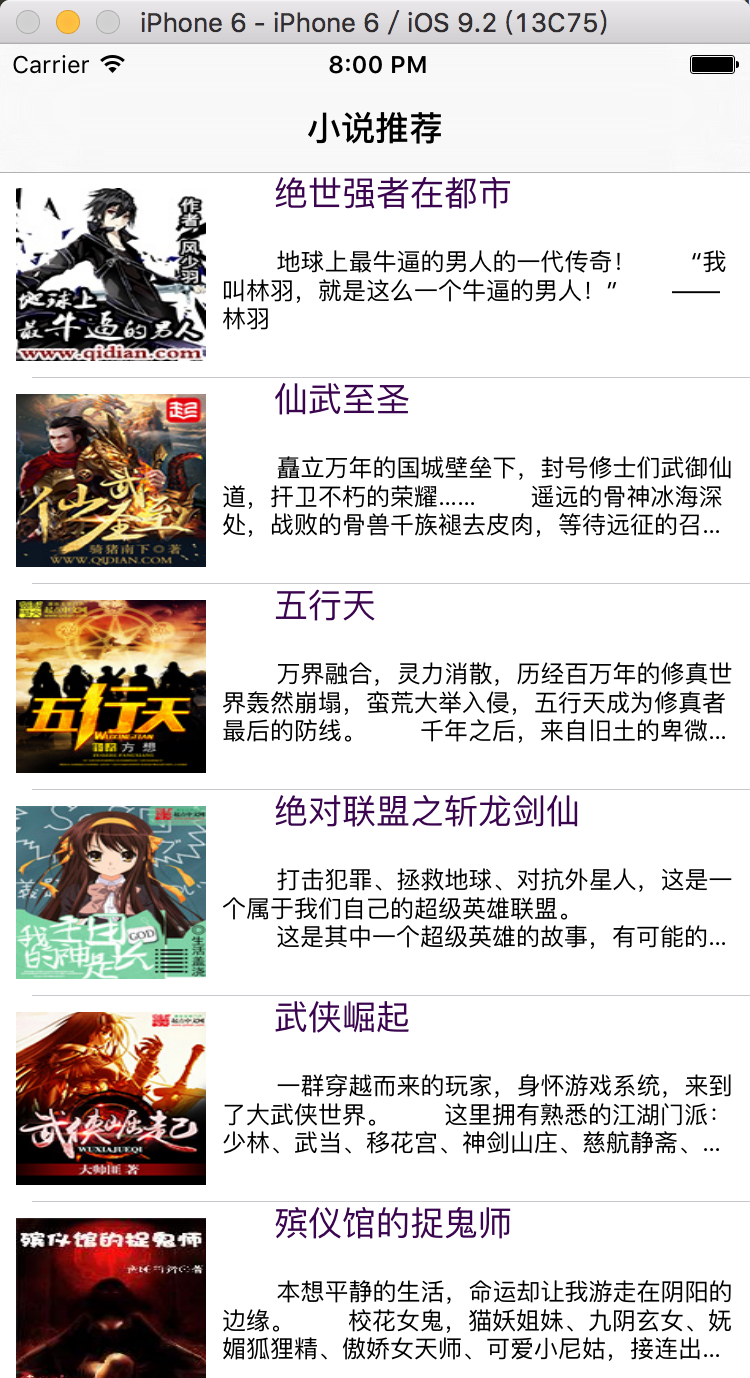 iPhone 6 - iPhone 6 / iOS 9.2 (13C75)
Carrier
8:00 PM
小说推荐
绝世强者在都市
作者:风少羽
地球上
最牛逼的男人
www.qidian.com
地球上最牛逼的男人的一代传奇! “我
叫林羽，就是这么一个牛逼的男人！” ——
林羽
仙武至圣
仙武至圣
骑猪南下◎著
WWW.QIDIAN.COM
矗立万年的国城壁垒下，封号修士们武御仙
道，扞卫不朽的荣耀…… 遥远的骨神冰海深
处，战败的骨兽千族褪去皮肉，等待远征的召...
五行天
五行天
WUXINGTIAN
方想
万界融合，灵力消散，历经百万年的修真世
界轰然崩塌，蛮荒大举入侵，五行天成为修真者
最后的防线。 千年之后，来自旧土的卑微...
绝对联盟之斩龙剑仙
我的神是
团长
GOD
打击犯罪、拯救地球、对抗外星人，这是一
个属于我们自己的超级英雄联盟。
这是其中一个超级英雄的故事，有可能的...
武侠崛起
武侠崛起
WUXIAJUEQI
大帅匪 著
一群穿越而来的玩家，身怀游戏系统，来到
了大武侠世界。 这里拥有熟悉的江湖门派：
少林、武当、移花宫、神剑山庄、慈航静斋、...
殡仪馆的捉鬼师
殡仪馆的捉鬼师
本想平静的生活，命运却让我游走在阴阳的
边缘。 校花女鬼，猫妖姐妹、九阴玄女、妩
媚狐狸精、傲娇女天师、可爱小尼姑，接连出...